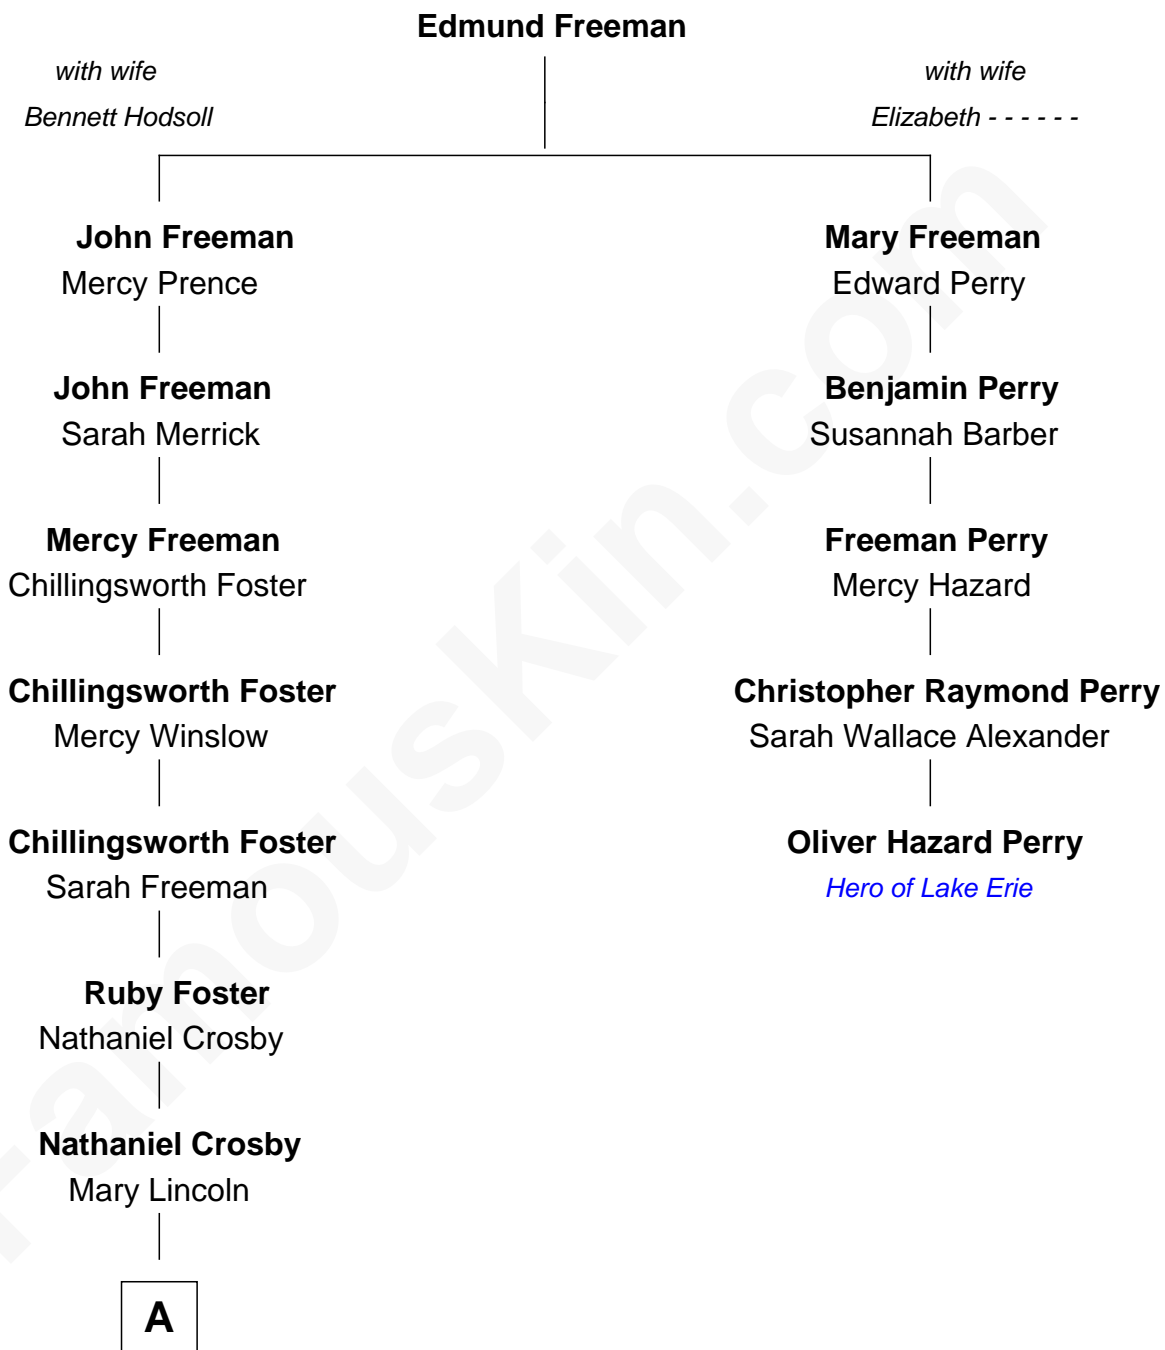 Edmund Freeman
with wife
Bennett Hodsoll
with wife
Elizabeth - - - - - -
John Freeman
Mercy Prence
Mary Freeman
Edward Perry
John Freeman
Sarah Merrick
Benjamin Perry
Susannah Barber
Mercy Freeman
Chillingsworth Foster
Freeman Perry
Mercy Hazard
Chillingsworth Foster
Mercy Winslow
Christopher Raymond Perry
Sarah Wallace Alexander
Chillingsworth Foster
Sarah Freeman
Oliver Hazard Perry
Hero of Lake Erie
Ruby Foster
Nathaniel Crosby
Nathaniel Crosby
Mary Lincoln
A
FamousKin.com